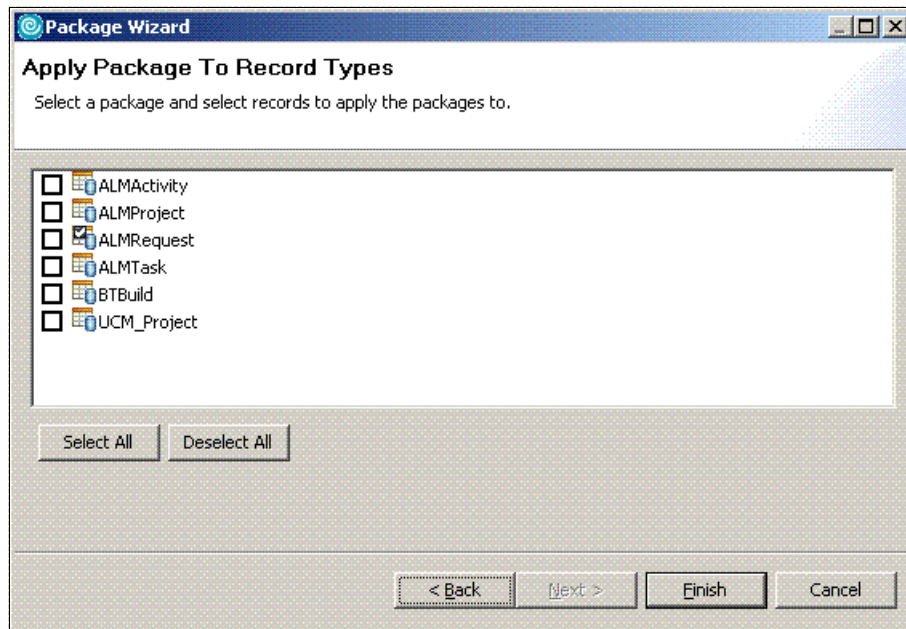 Package Wizard
Apply Package To Record Types
Select a package and select records to apply the packages to.
ALMActivity
ALMProject
ALMRequest
ALMTask
BTBuild
UCM_Project
Select All Deselect All
< Back Next > Finish Cancel